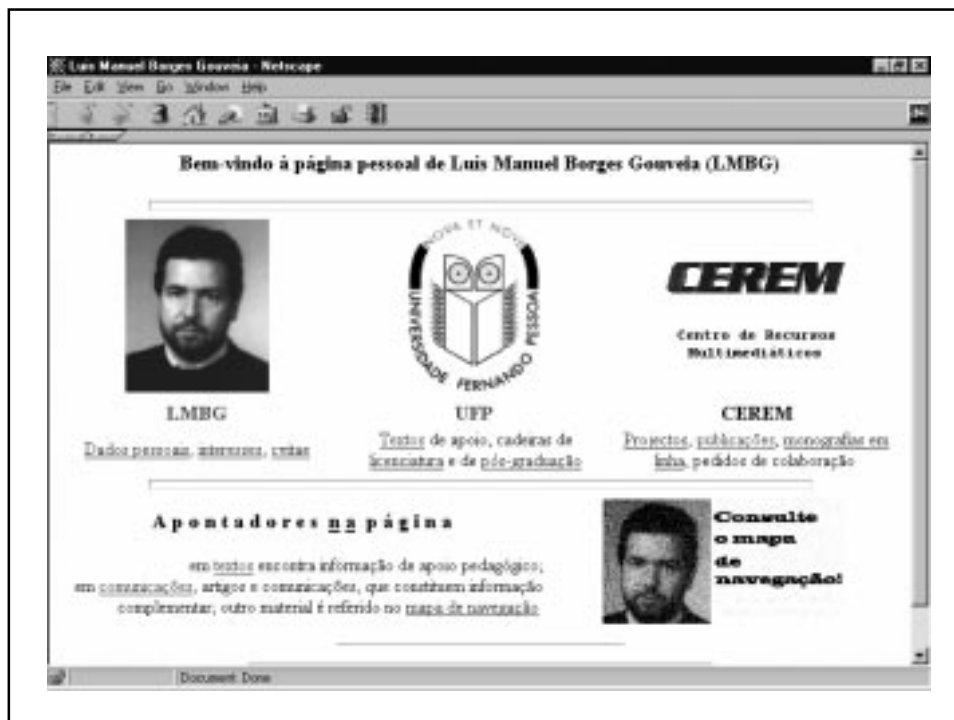 Luis Manuel Borges Gouveia - Netscape
File Edit View Go Window Help
Bem-vindo à página pessoal de Luis Manuel Borges Gouveia (LMBG)
NOVA ET NOVE
UNIVERSIDADE FERNANDO PESSOA
CEREM
Centro de Recursos
Multimediáticos
LMBG
Dados pessoais, interesses, cvitae
UFP
Textos de apoio, cadeiras de
licenciatura e de pós-graduação
CEREM
Projectos, publicações, monografias em
linha, pedidos de colaboração
Apontadores na página
em textos encontra informação de apoio pedagógico;
em comunicações, artigos e comunicações, que constituem informação
complementar; outro material é referido no mapa de navegação
Consulte
o mapa
de
navegação!
Document: Done